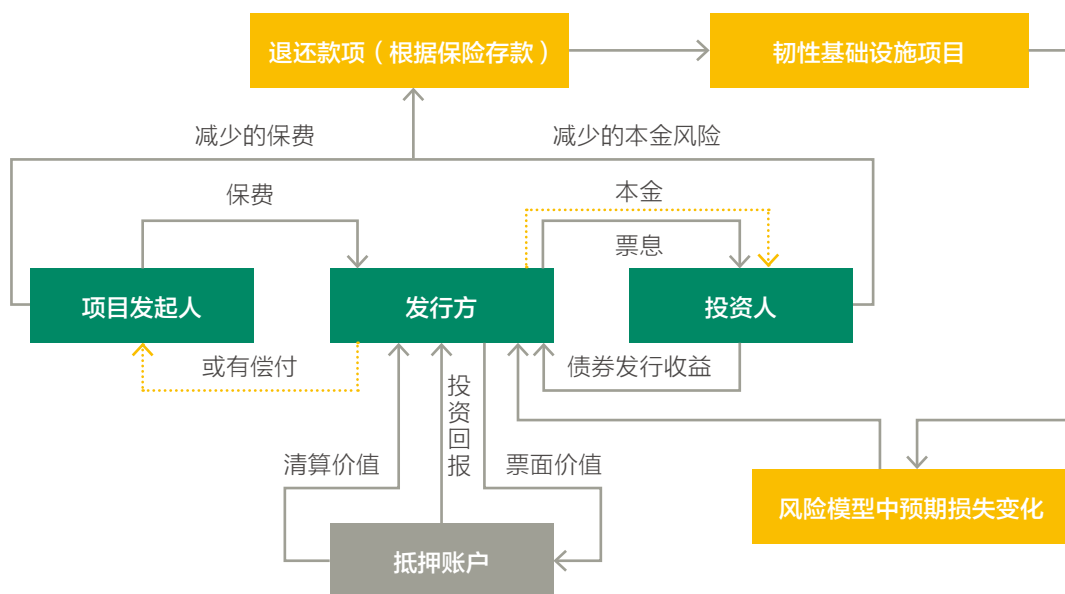 退还款项（根据保险存款）
韧性基础设施项目
减少的保费
减少的本金风险
保费
本金
票息
项目发起人
发行方
投资人
或有偿付
债券发行收益
投资回报
清算价值
票面价值
风险模型中预期损失变化
抵押账户